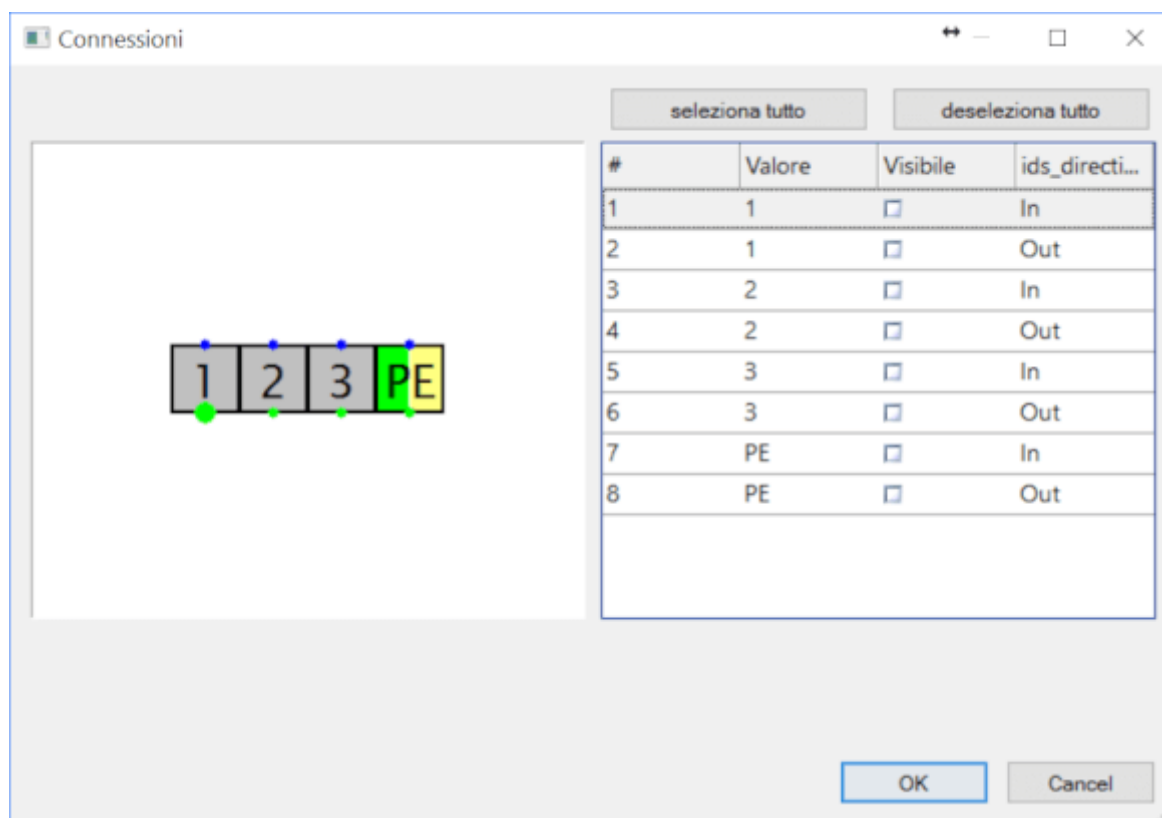 Connessioni
seleziona tutto deseleziona tutto
# Valore Visibile ids_directi...
1 1 In
2 1 Out
3 2 In
4 2 Out
5 3 In
6 3 Out
7 PE In
8 PE Out
1 2 3 PE
OK Cancel